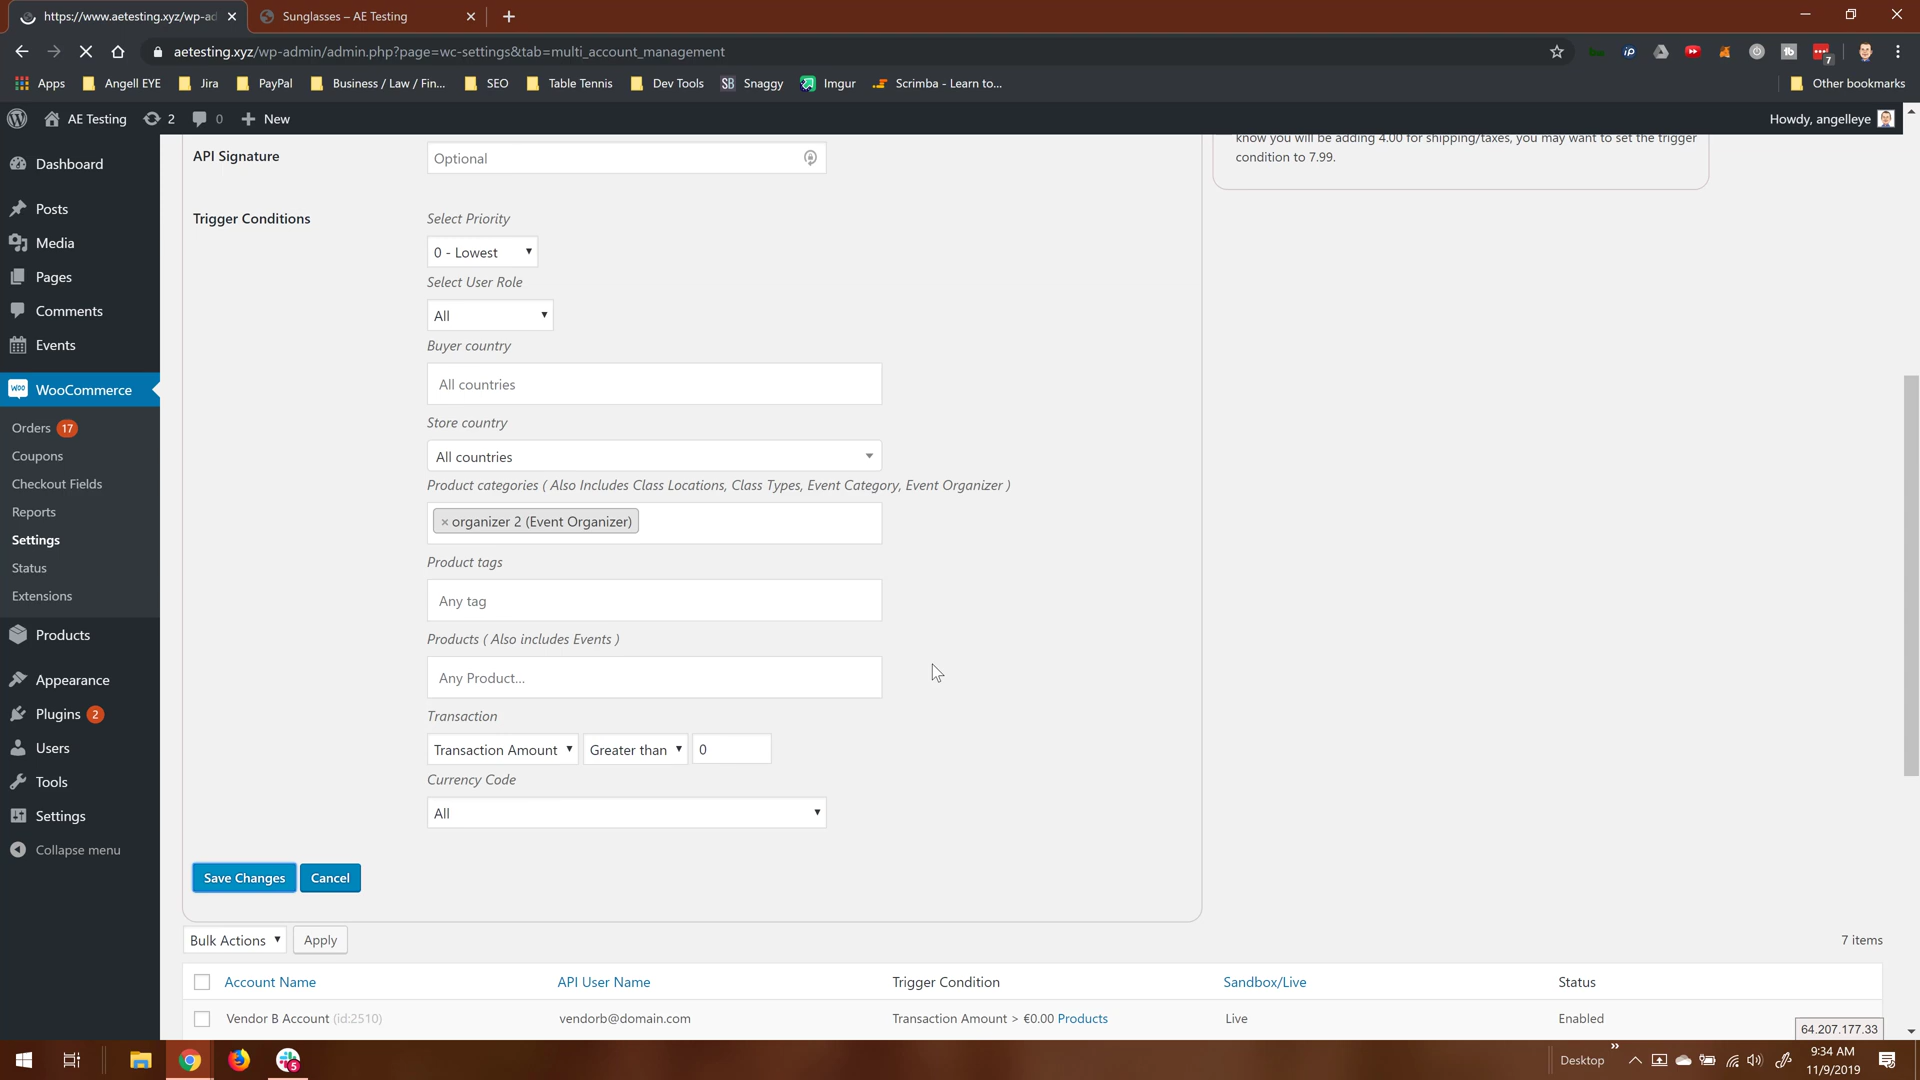 https://www.aetesting.xyz/wp-ad
Sunglasses – AE Testing
aetesting.xyz/wp-admin/admin.php?page=wc-settings&tab=multi_account_management
Apps
Angell EYE
Jira
PayPal
Business / Law / Fin...
SEO
Table Tennis
Dev Tools
SB Snaggy
Imgur
Scrimba - Learn to...
Other bookmarks
AE Testing
2
0
New
Howdy, angelleye
Dashboard
Posts
Media
Pages
Comments
Events
WooCommerce
Orders 17
Coupons
Checkout Fields
Reports
Settings
Status
Extensions
Products
Appearance
Plugins 2
Users
Tools
Settings
Collapse menu
know you will be adding 4.00 for shipping/taxes, you may want to set the trigger
condition to 7.99.
API Signature
Optional
Trigger Conditions
Select Priority
0 - Lowest
Select User Role
All
Buyer country
All countries
Store country
All countries
Product categories ( Also Includes Class Locations, Class Types, Event Category, Event Organizer )
× organizer 2 (Event Organizer)
Product tags
Any tag
Products ( Also includes Events )
Any Product...
Transaction
Transaction Amount
Greater than
0
Currency Code
All
Save Changes
Cancel
Bulk Actions
Apply
7 items
Account Name
API User Name
Trigger Condition
Sandbox/Live
Status
Vendor B Account (id:2510)
vendorb@domain.com
Transaction Amount > €0.00 Products
Live
Enabled
64.207.177.33
Desktop
9:34 AM
11/9/2019